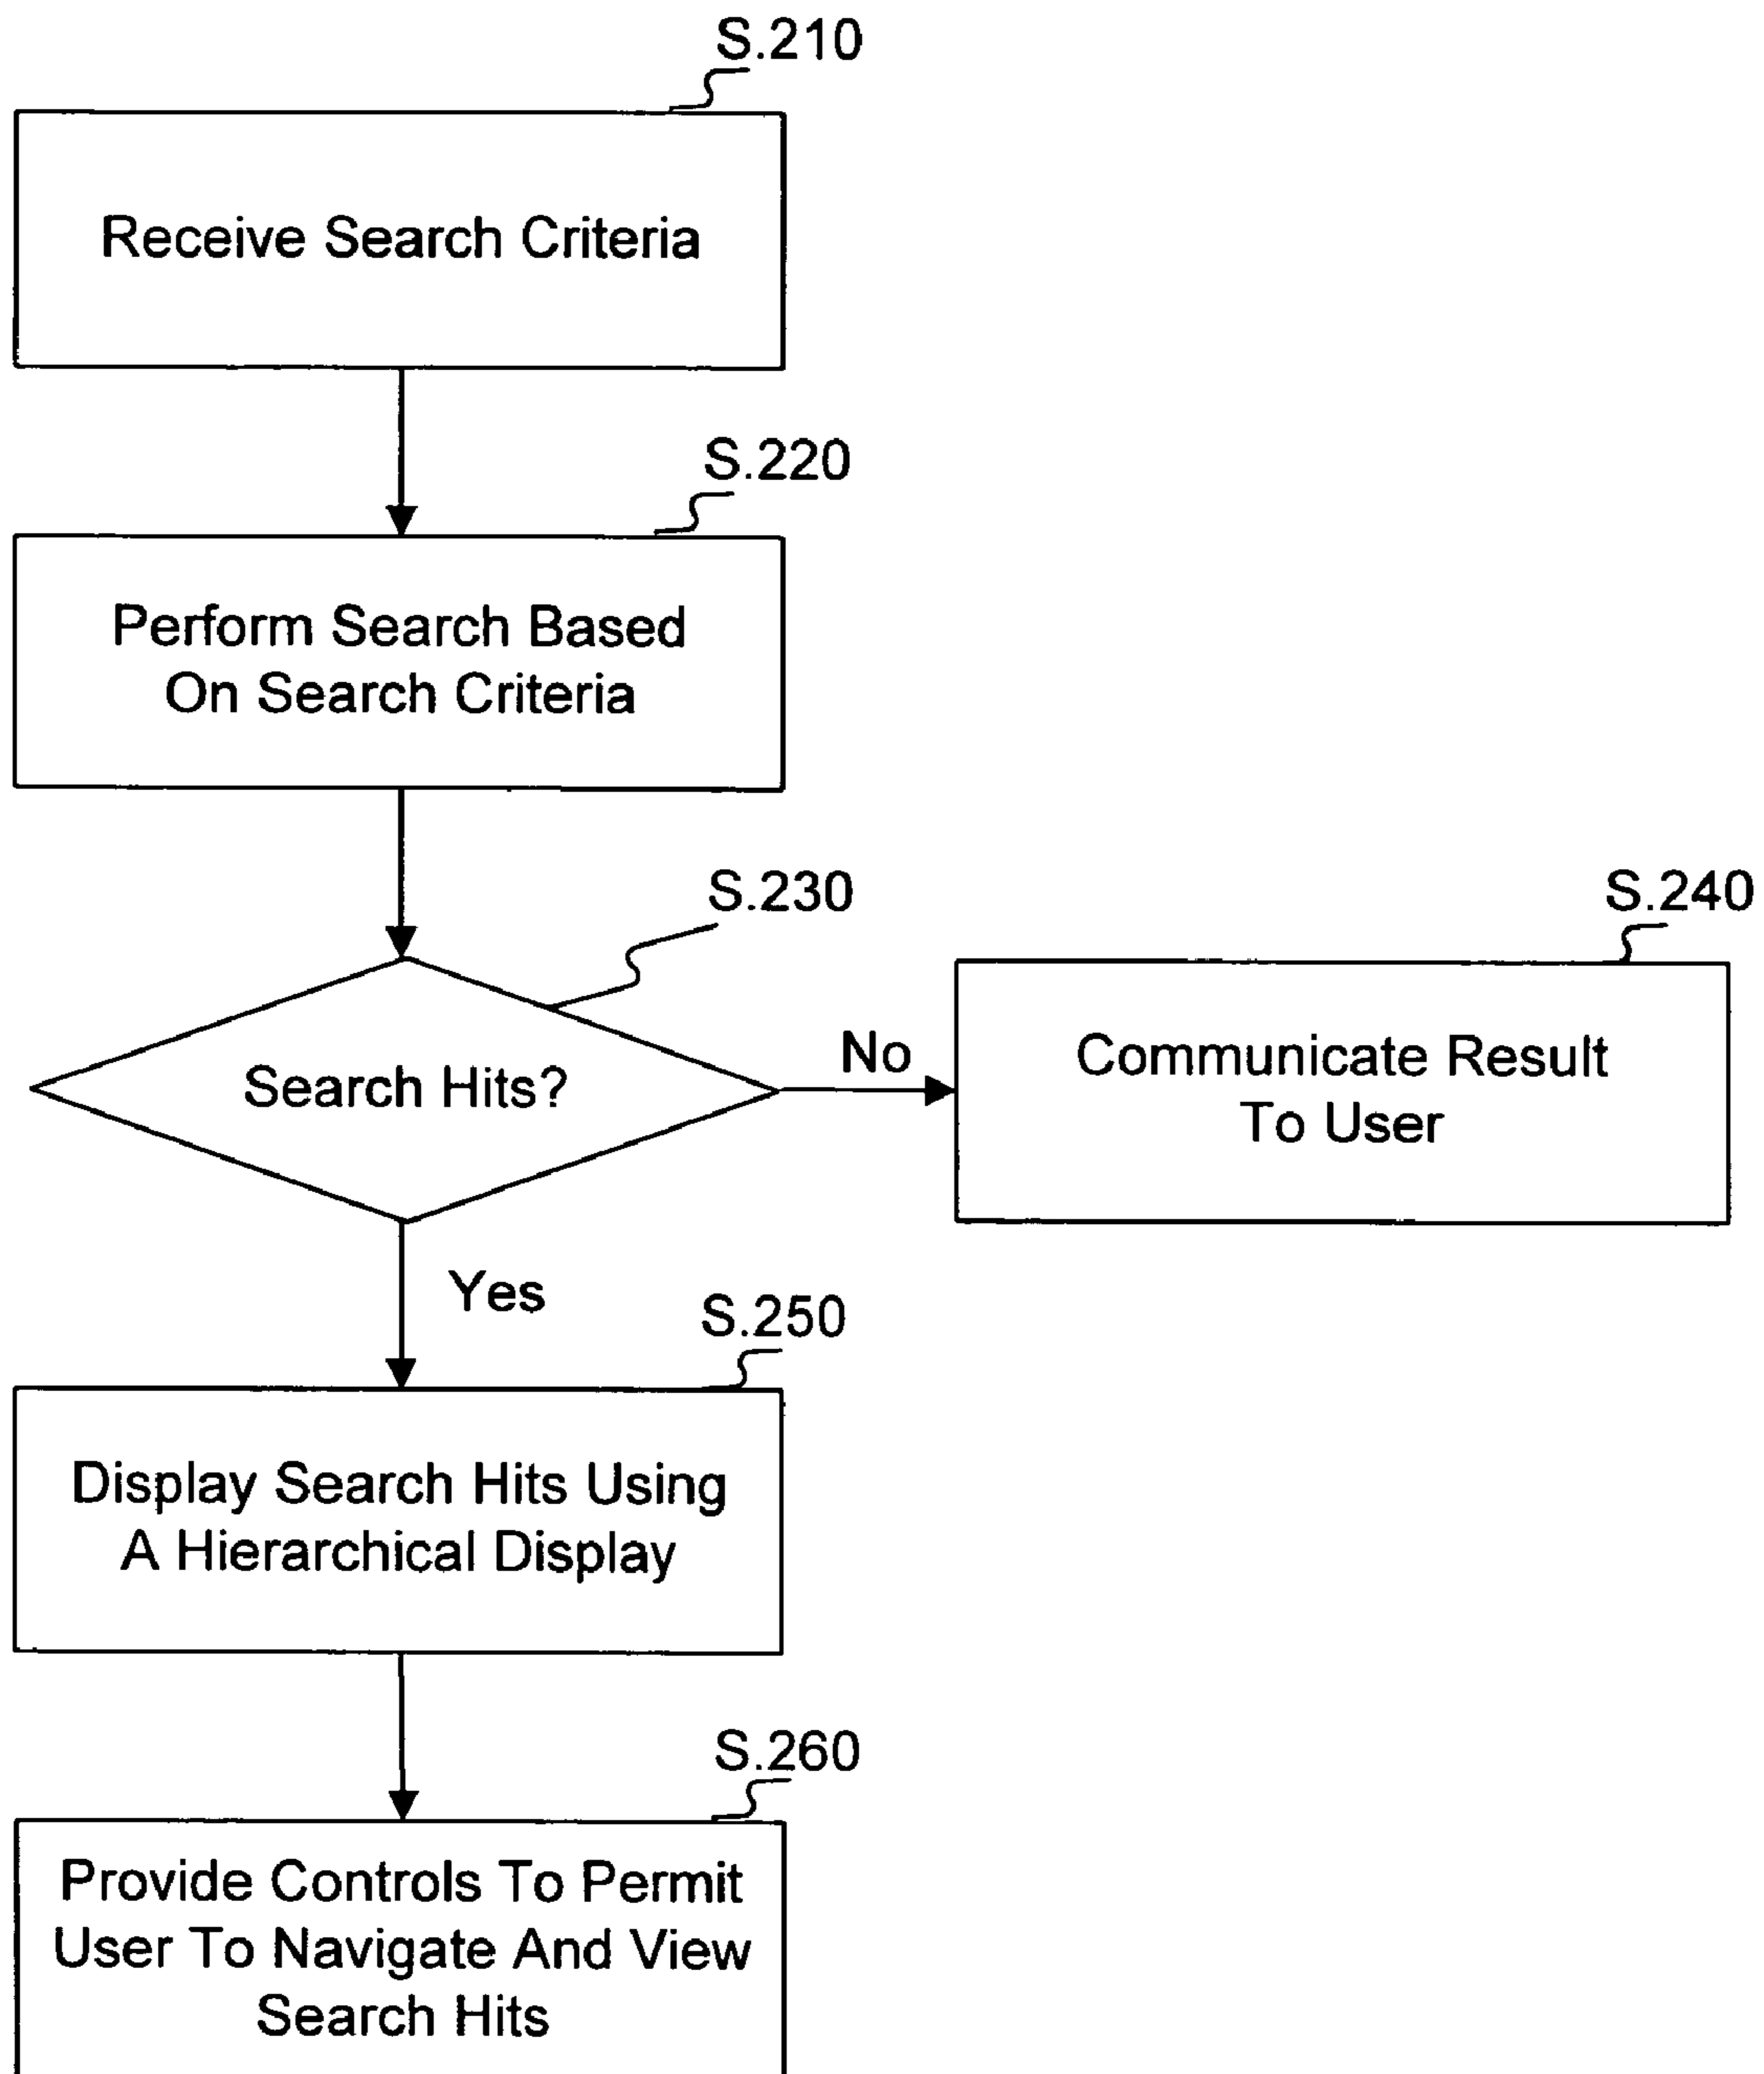 S.210
Receive Search Criteria
S.220
Perform Search Based
On Search Criteria
S.230
Search Hits?
No
S.240
Communicate Result
To User
Yes
S.250
Display Search Hits Using
A Hierarchical Display
S.260
Provide Controls To Permit
User To Navigate And View
Search Hits